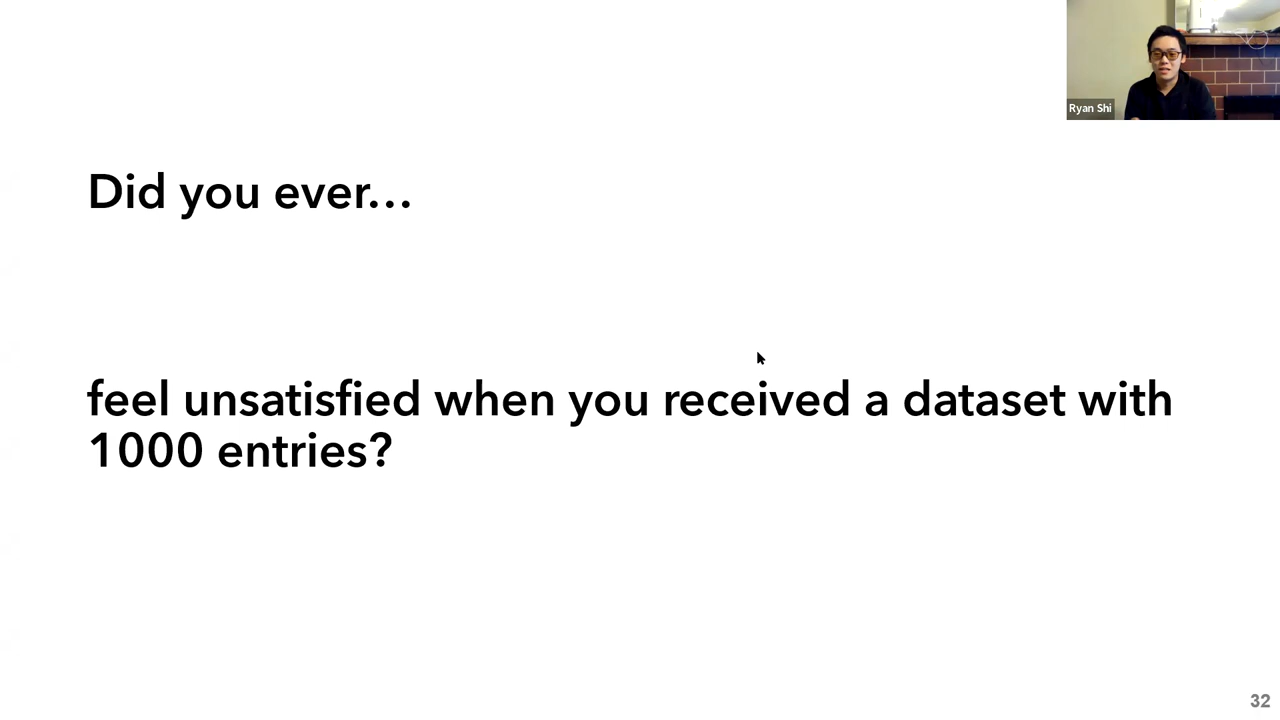 Ryan Shi
Did you ever…
feel unsatisfied when you received a dataset with
1000 entries?
32